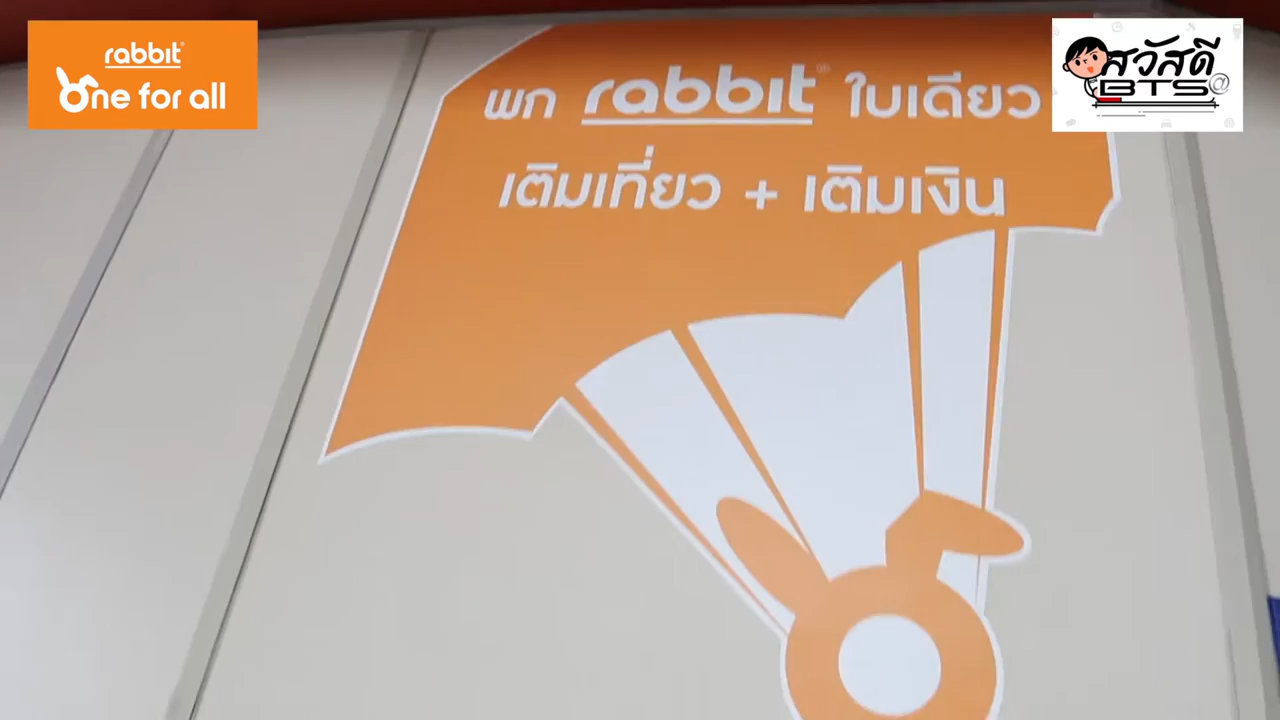 rabbit®
One for all
สวัสดี
BTS@
พก rabbit® ใบเดียว
เติมเที่ยว + เติมเงิน